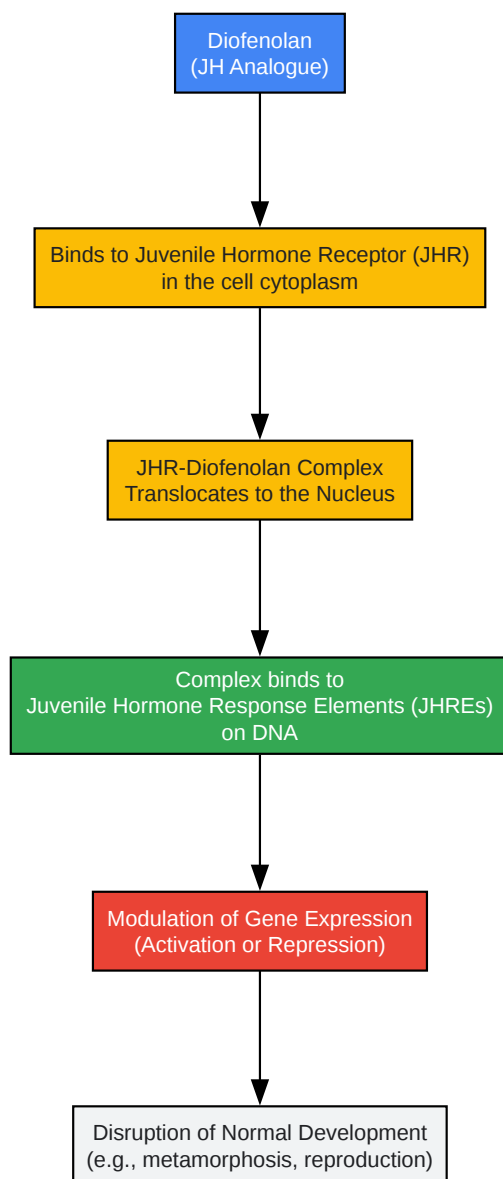 Diofenolan
(JH Analogue)
Binds to Juvenile Hormone Receptor (JHR)
in the cell cytoplasm
JHR-Diofenolan Complex
Translocates to the Nucleus
Complex binds to
Juvenile Hormone Response Elements (JHREs)
on DNA
Modulation of Gene Expression
(Activation or Repression)
Disruption of Normal Development
(e.g., metamorphosis, reproduction)